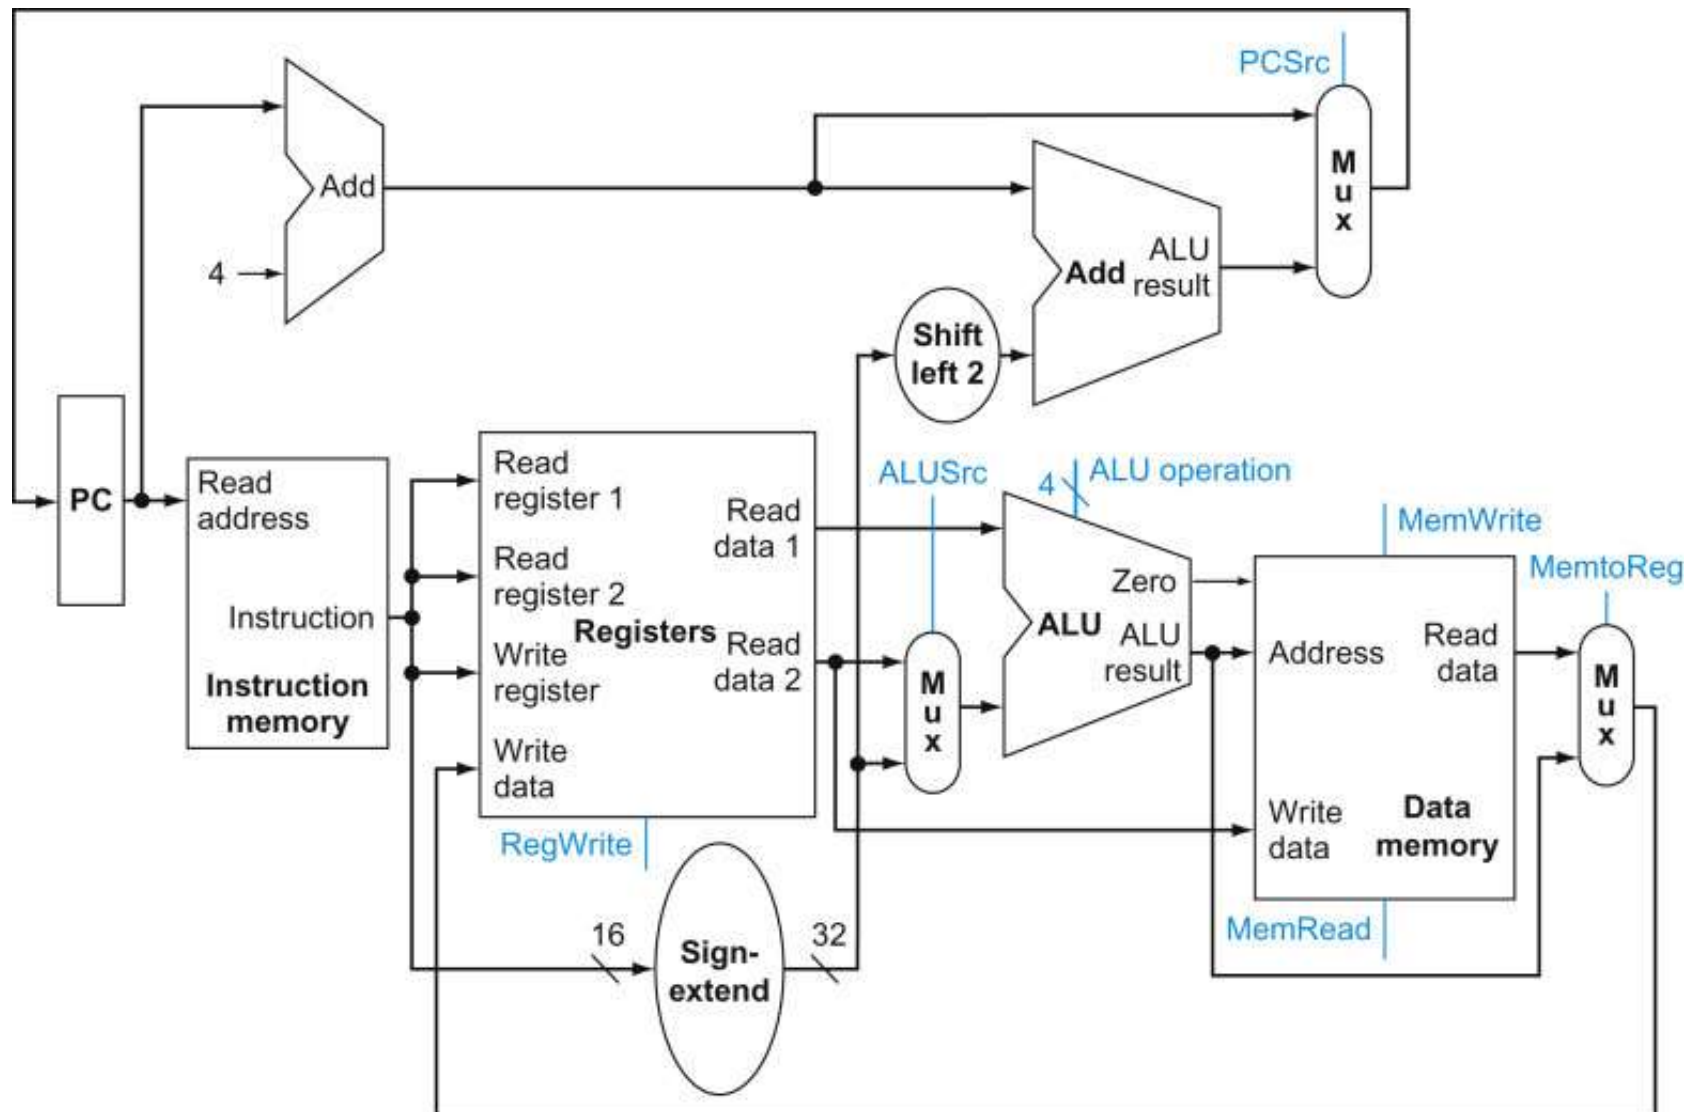 PCSrc
M
u
x
Add
4
Add
ALU
result
Shift
left 2
PC
Read
address
Instruction
Instruction
memory
Read
register 1
Read
register 2
Write
register
Write
data
Registers
Read
data 1
Read
data 2
RegWrite
16
Sign-
extend
32
ALUSrc
M
u
x
4
ALU operation
Zero
ALU
ALU
result
MemWrite
Address
Read
data
Write
data
Data
memory
MemRead
MemtoReg
M
u
x